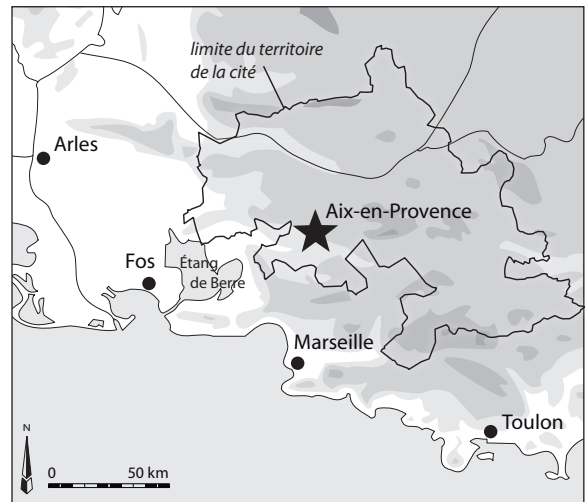 limite du territoire
de la cité
Arles
Aix-en-Provence
Fos
Étang
de Berre
Marseille
Toulon
N
0 50 km